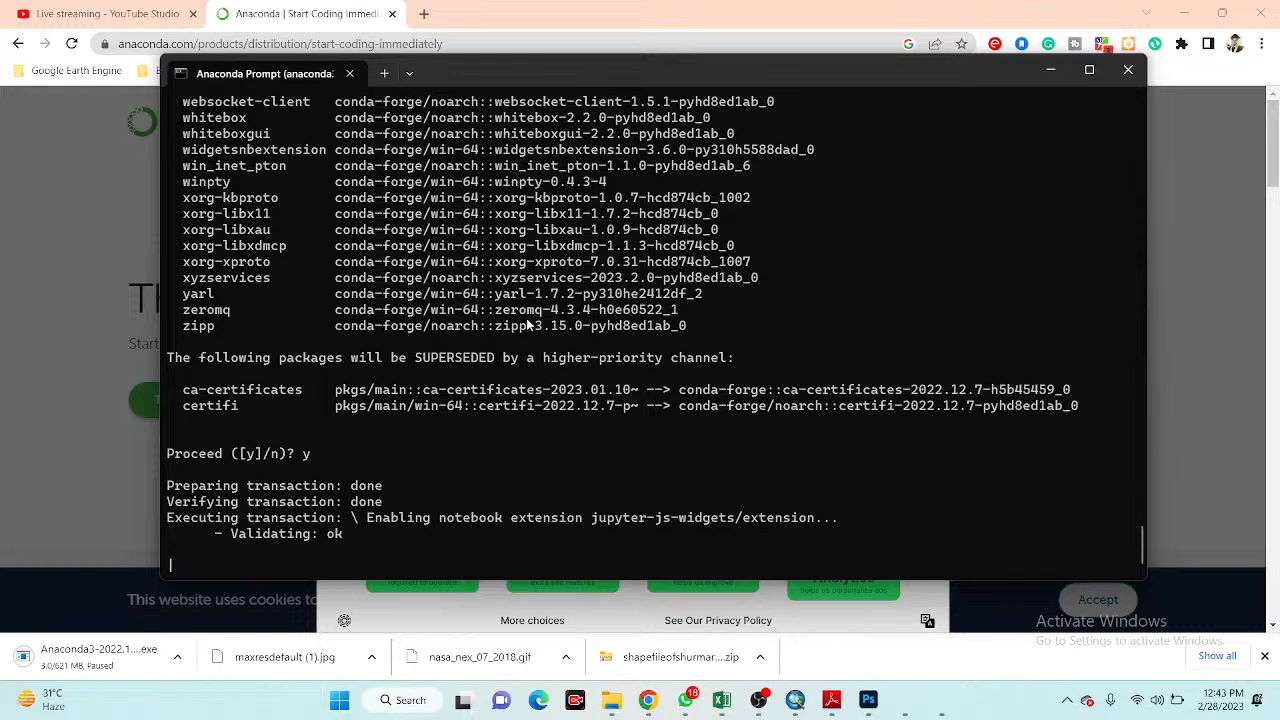 Live streaming - YouTube Studio
Anaconda | Start Coding Immedi
anaconda.com/products/distribution/start-coding-immediately
Google Earth Engine
Anaconda Prompt (anaconda:
websocket-client conda-forge/noarch::websocket-client-1.5.1-pyhd8ed1ab_0
whitebox conda-forge/noarch::whitebox-2.2.0-pyhd8ed1ab_0
whiteboxgui conda-forge/noarch::whiteboxgui-2.2.0-pyhd8ed1ab_0
widgetsnbextension conda-forge/win-64::widgetsnbextension-3.6.0-py310h5588dad_0
win_inet_pton conda-forge/noarch::win_inet_pton-1.1.0-pyhd8ed1ab_6
winpty conda-forge/win-64::winpty-0.4.3-4
xorg-kbproto conda-forge/win-64::xorg-kbproto-1.0.7-hcd874cb_1002
xorg-libx11 conda-forge/win-64::xorg-libx11-1.7.2-hcd874cb_0
xorg-libxau conda-forge/win-64::xorg-libxau-1.0.9-hcd874cb_0
xorg-libxdmcp conda-forge/win-64::xorg-libxdmcp-1.1.3-hcd874cb_0
xorg-xproto conda-forge/win-64::xorg-xproto-7.0.31-hcd874cb_1007
xyzservices conda-forge/noarch::xyzservices-2023.2.0-pyhd8ed1ab_0
yarl conda-forge/win-64::yarl-1.7.2-py310he2412df_2
zeromq conda-forge/win-64::zeromq-4.3.4-h0e60522_1
zipp conda-forge/noarch::zipp-3.15.0-pyhd8ed1ab_0
The following packages will be SUPERSEDED by a higher-priority channel:
ca-certificates pkgs/main::ca-certificates-2023.01.10~ --> conda-forge::ca-certificates-2022.12.7-h5b45459_0
certifi pkgs/main/win-64::certifi-2022.12.7-p~ --> conda-forge/noarch::certifi-2022.12.7-pyhd8ed1ab_0
Proceed ([y]/n)? y
Preparing transaction: done
Verifying transaction: done
Executing transaction: \ Enabling notebook extension jupyter-js-widgets/extension...
- Validating: ok
This website uses cookies to
helps us personalize ads
More choices
See Our Privacy Policy
Accept
Activate Windows
Go to Settings to activate Windows.
Anaconda3-2022.1....exe
3.0/621 MB, Paused
maxresdefault (1).jpg
nasa_nex_07_2018.gif
shapefileofshurmar....zip
Show all
31°C
Haze
Search
18
12:43 PM
2/28/2023